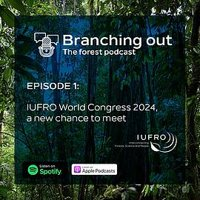 Branching out
The forest podcast
EPISODE 1:
IUFRO World Congress 2024,
a new chance to meet
IUFRO
Listen on
Spotify
Listen on
Apple Podcasts